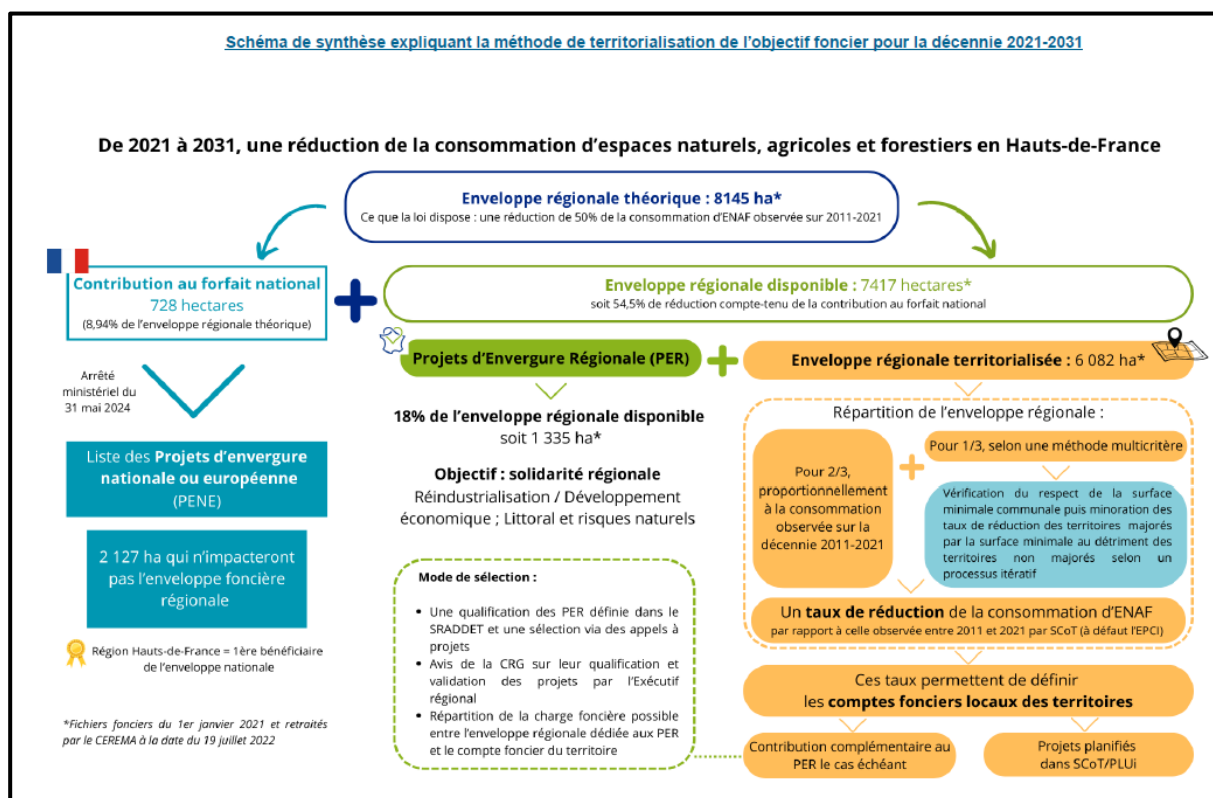 Schéma de synthèse expliquant la méthode de territorialisation de l'objectif foncier pour la décennie 2021-2031
De 2021 à 2031, une réduction de la consommation d'espaces naturels, agricoles et forestiers en Hauts-de-France
Enveloppe régionale théorique : 8145 ha*
Ce que la loi dispose : une réduction de 50% de la consommation d'ENAF observée sur 2011-2021
Contribution au forfait national
728 hectares
(8,94% de l'enveloppe régionale théorique)
Enveloppe régionale disponible : 7417 hectares*
soit 54,5% de réduction compte-tenu de la contribution au forfait national
Arrêté
ministériel du
31 mai 2024
Liste des Projets d'envergure
nationale ou européenne
(PENE)
2 127 ha qui n'impacteront
pas l'enveloppe foncière
régionale
Région Hauts-de-France = 1ère bénéficiaire
de l'enveloppe nationale
*Fichiers fonciers du 1er janvier 2021 et retraités
par le CEREMA à la date du 19 juillet 2022
Projets d'Envergure Régionale (PER)
18% de l'enveloppe régionale disponible
soit 1 335 ha*
Objectif : solidarité régionale
Réindustrialisation / Développement
économique ; Littoral et risques naturels
Mode de sélection :
• Une qualification des PER définie dans le
SRADDET et une sélection via des appels à
projets
• Avis de la CRG sur leur qualification et
validation des projets par l'Exécutif
régional
• Répartition de la charge foncière possible
entre l'enveloppe régionale dédiée aux PER
et le compte foncier du territoire
Enveloppe régionale territorialisée : 6 082 ha*
Répartition de l'enveloppe régionale :
Pour 2/3,
proportionnellement
à la consommation
observée sur la
décennie 2011-2021
Pour 1/3, selon une méthode multicritère
Vérification du respect de la surface
minimale communale puis minoration des
taux de réduction des territoires majorés
par la surface minimale au détriment des
territoires non majorés selon un
processus itératif
Un taux de réduction de la consommation d'ENAF
par rapport à celle observée entre 2011 et 2021 par SCoT (à défaut l'EPCI)
Ces taux permettent de définir
les comptes fonciers locaux des territoires
Contribution complémentaire au
PER le cas échéant
Projets planifiés
dans SCoT/PLUi